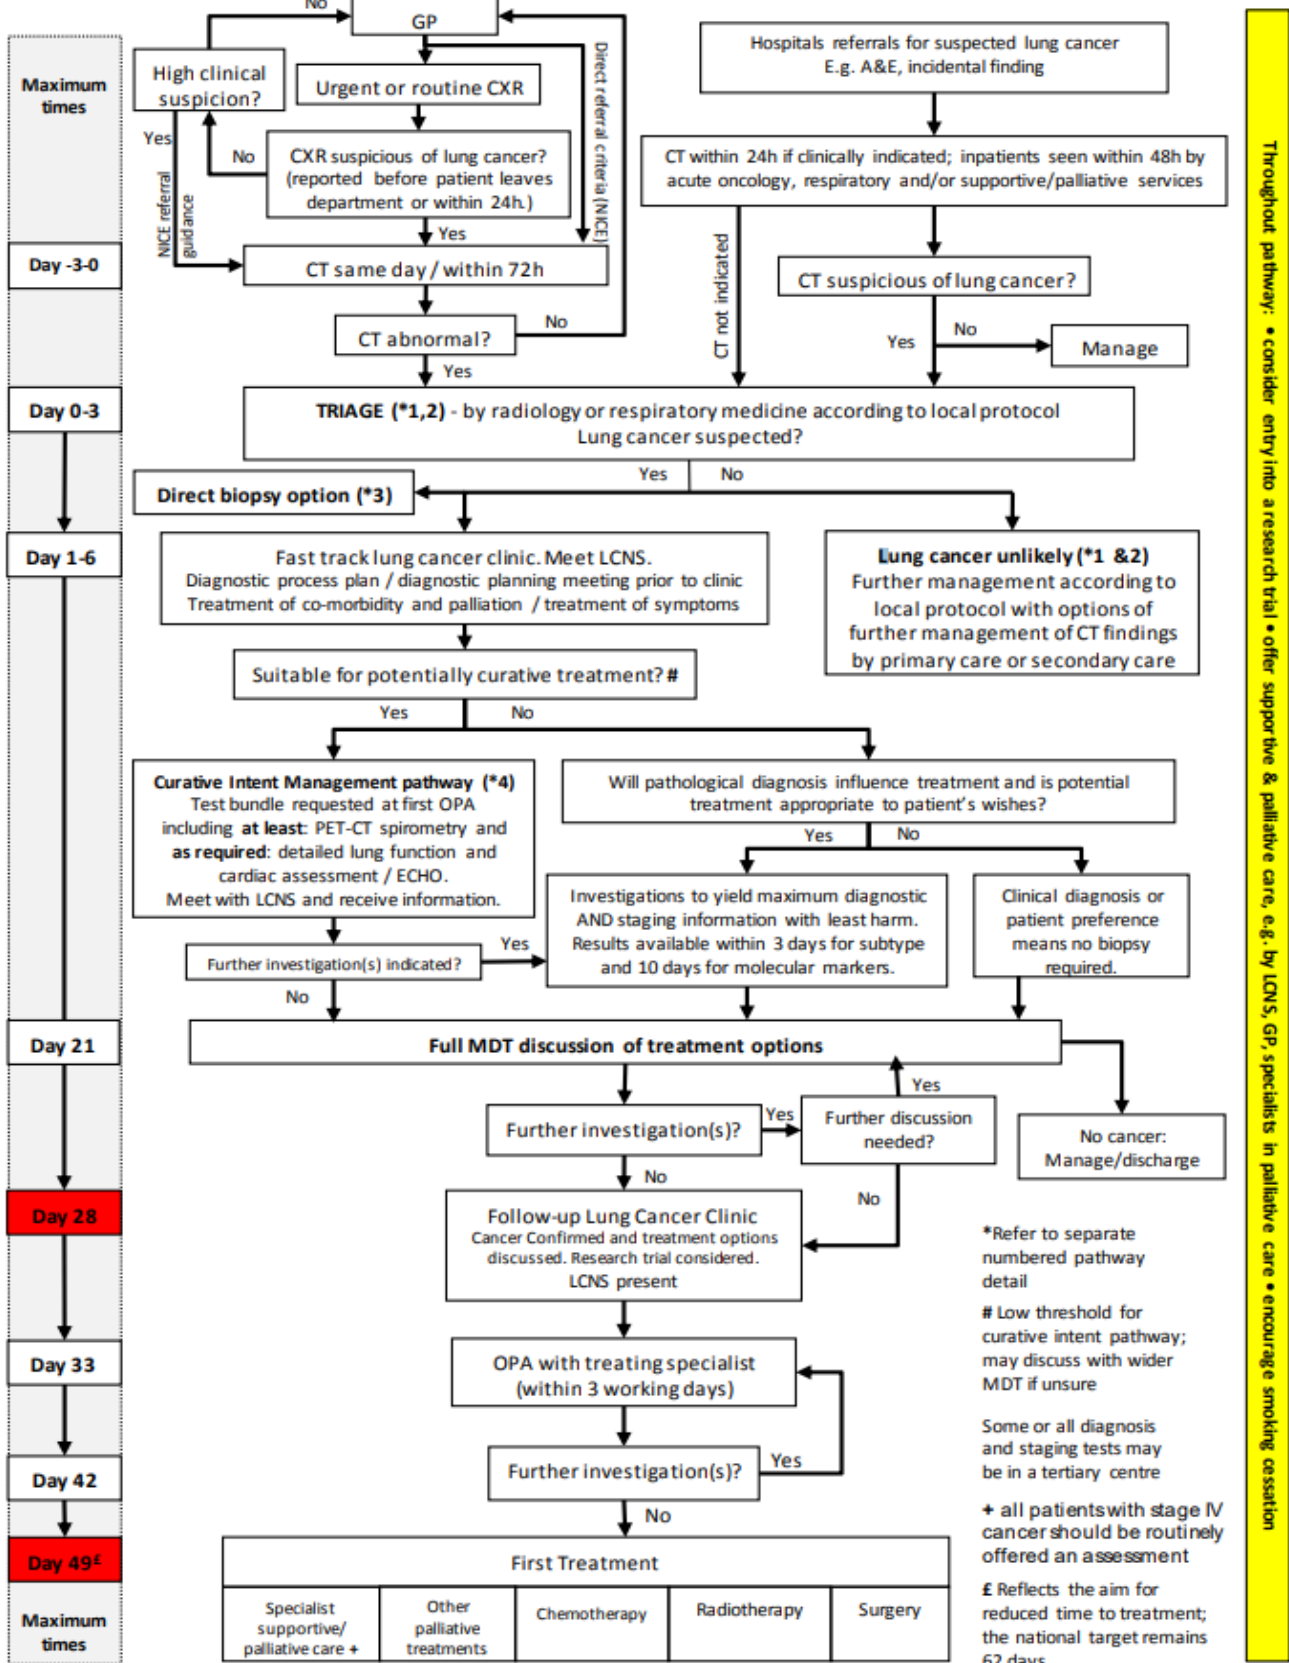 No
GP
Hospitals referrals for suspected lung cancer
E.g. A&E, incidental finding
Maximum
times
High clinical
suspicion?
Urgent or routine CXR
Direct referral criteria (NICE)
Yes
No
CXR suspicious of lung cancer?
(reported before patient leaves
department or within 24h.)
CT within 24h if clinically indicated; inpatients seen within 48h by
acute oncology, respiratory and/or supportive/palliative services
NICE referral
guidance
Yes
Day -3-0
CT same day / within 72h
CT not indicated
CT suspicious of lung cancer?
CT abnormal?
No
Yes
No
Manage
Yes
Day 0-3
TRIAGE (*1,2) - by radiology or respiratory medicine according to local protocol
Lung cancer suspected?
Yes
No
Direct biopsy option (*3)
Day 1-6
Fast track lung cancer clinic. Meet LCNS.
Diagnostic process plan / diagnostic planning meeting prior to clinic
Treatment of co-morbidity and palliation / treatment of symptoms
Lung cancer unlikely (*1 &2)
Further management according to
local protocol with options of
further management of CT findings
by primary care or secondary care
Suitable for potentially curative treatment? #
Yes
No
Curative Intent Management pathway (*4)
Test bundle requested at first OPA
including at least: PET-CT spirometry and
as required: detailed lung function and
cardiac assessment / ECHO.
Meet with LCNS and receive information.
Will pathological diagnosis influence treatment and is potential
treatment appropriate to patient's wishes?
Yes
No
Investigations to yield maximum diagnostic
AND staging information with least harm.
Results available within 3 days for subtype
and 10 days for molecular markers.
Clinical diagnosis or
patient preference
means no biopsy
required.
Further investigation(s) indicated?
Yes
No
Day 21
Full MDT discussion of treatment options
Further investigation(s)?
Yes
Further discussion
needed?
Yes
No cancer:
Manage/discharge
No
No
Day 28
Follow-up Lung Cancer Clinic
Cancer Confirmed and treatment options
discussed. Research trial considered.
LCNS present
*Refer to separate
numbered pathway
detail
# Low threshold for
curative intent pathway;
may discuss with wider
MDT if unsure
Day 33
OPA with treating specialist
(within 3 working days)
Some or all diagnosis
and staging tests may
be in a tertiary centre
Day 42
Further investigation(s)?
Yes
No
+ all patients with stage IV
cancer should be routinely
offered an assessment
Day 49£
First Treatment
£ Reflects the aim for
reduced time to treatment;
the national target remains
62 days
Maximum
times
Specialist
supportive/
palliative care +
Other
palliative
treatments
Chemotherapy
Radiotherapy
Surgery
Throughout pathway: • consider entry into a research trial • offer supportive & palliative care, e.g. by LCNS, GP, specialists in palliative care • encourage smoking cessation